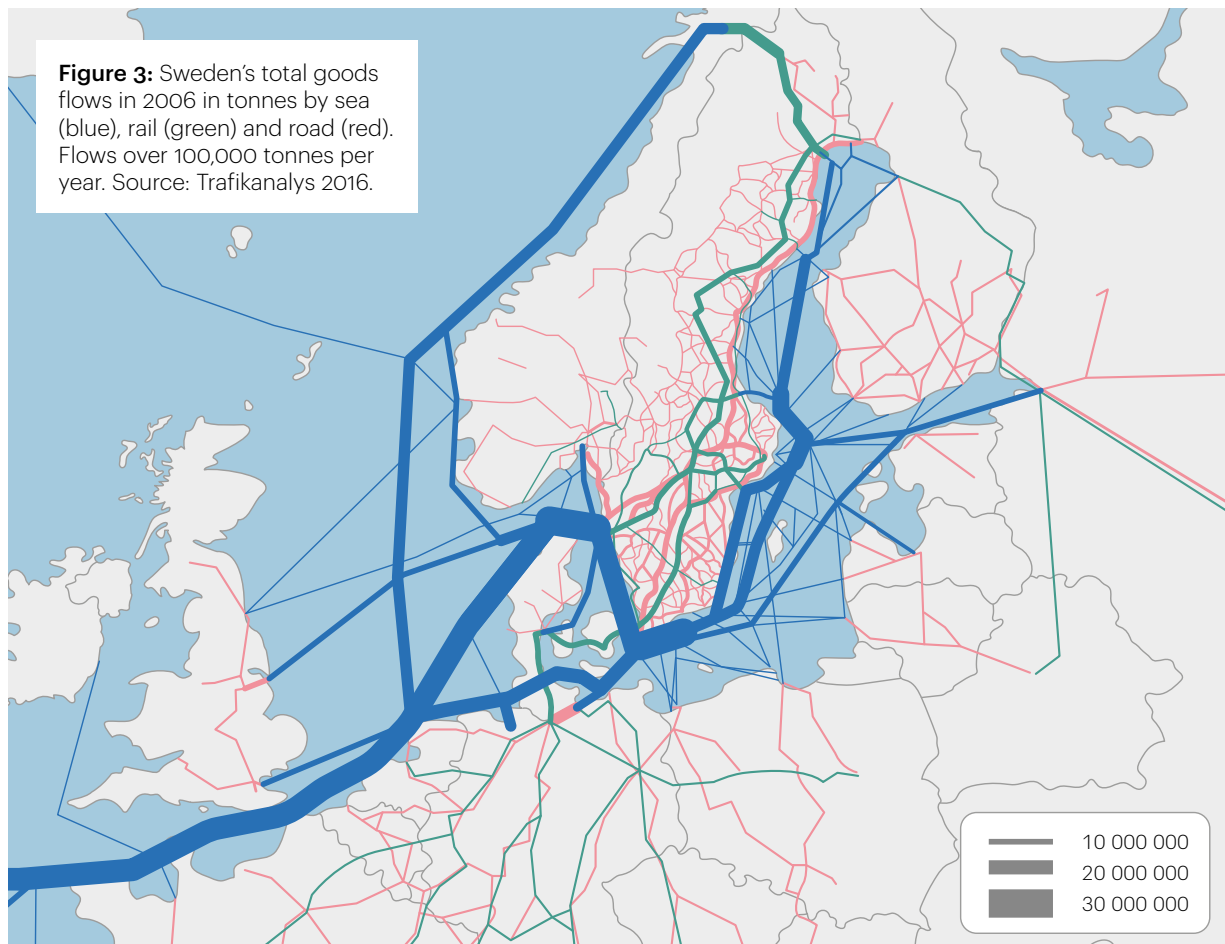 Figure 3: Sweden’s total goods
flows in 2006 in tonnes by sea
(blue), rail (green) and road (red).
Flows over 100,000 tonnes per
year. Source: Trafikanalys 2016.
10 000 000
20 000 000
30 000 000